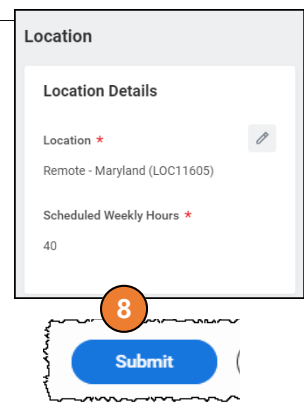 Location
Location Details
Location *
Remote - Maryland (LOC11605)
Scheduled Weekly Hours *
40
8
Submit